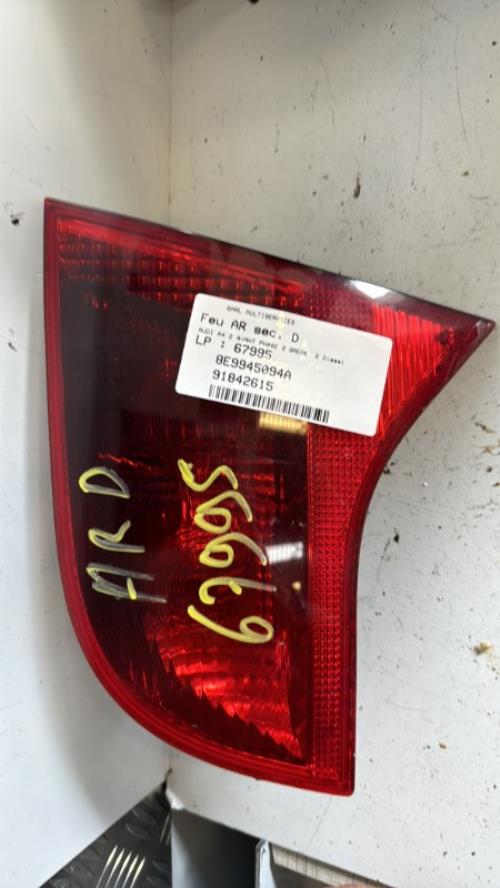 SARL MULTISERVICES
Feu AR sec. D
AUDI A4 2 AVANT PHASE 2 BREAK 2 Diesel
LP : 67995
8E9945094A
91842615
ARD
67995